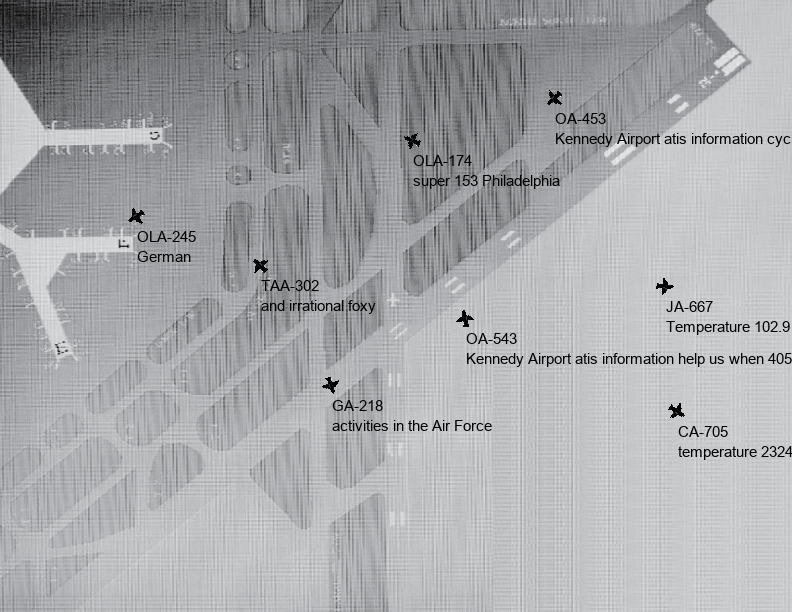 OA-453
Kennedy Airport atis information cyc
OLA-174
super 153 Philadelphia
OLA-245
German
TAA-302
and irrational foxy
JA-667
Temperature 102.9
OA-543
Kennedy Airport atis information help us when 405
GA-218
activities in the Air Force
CA-705
temperature 2324